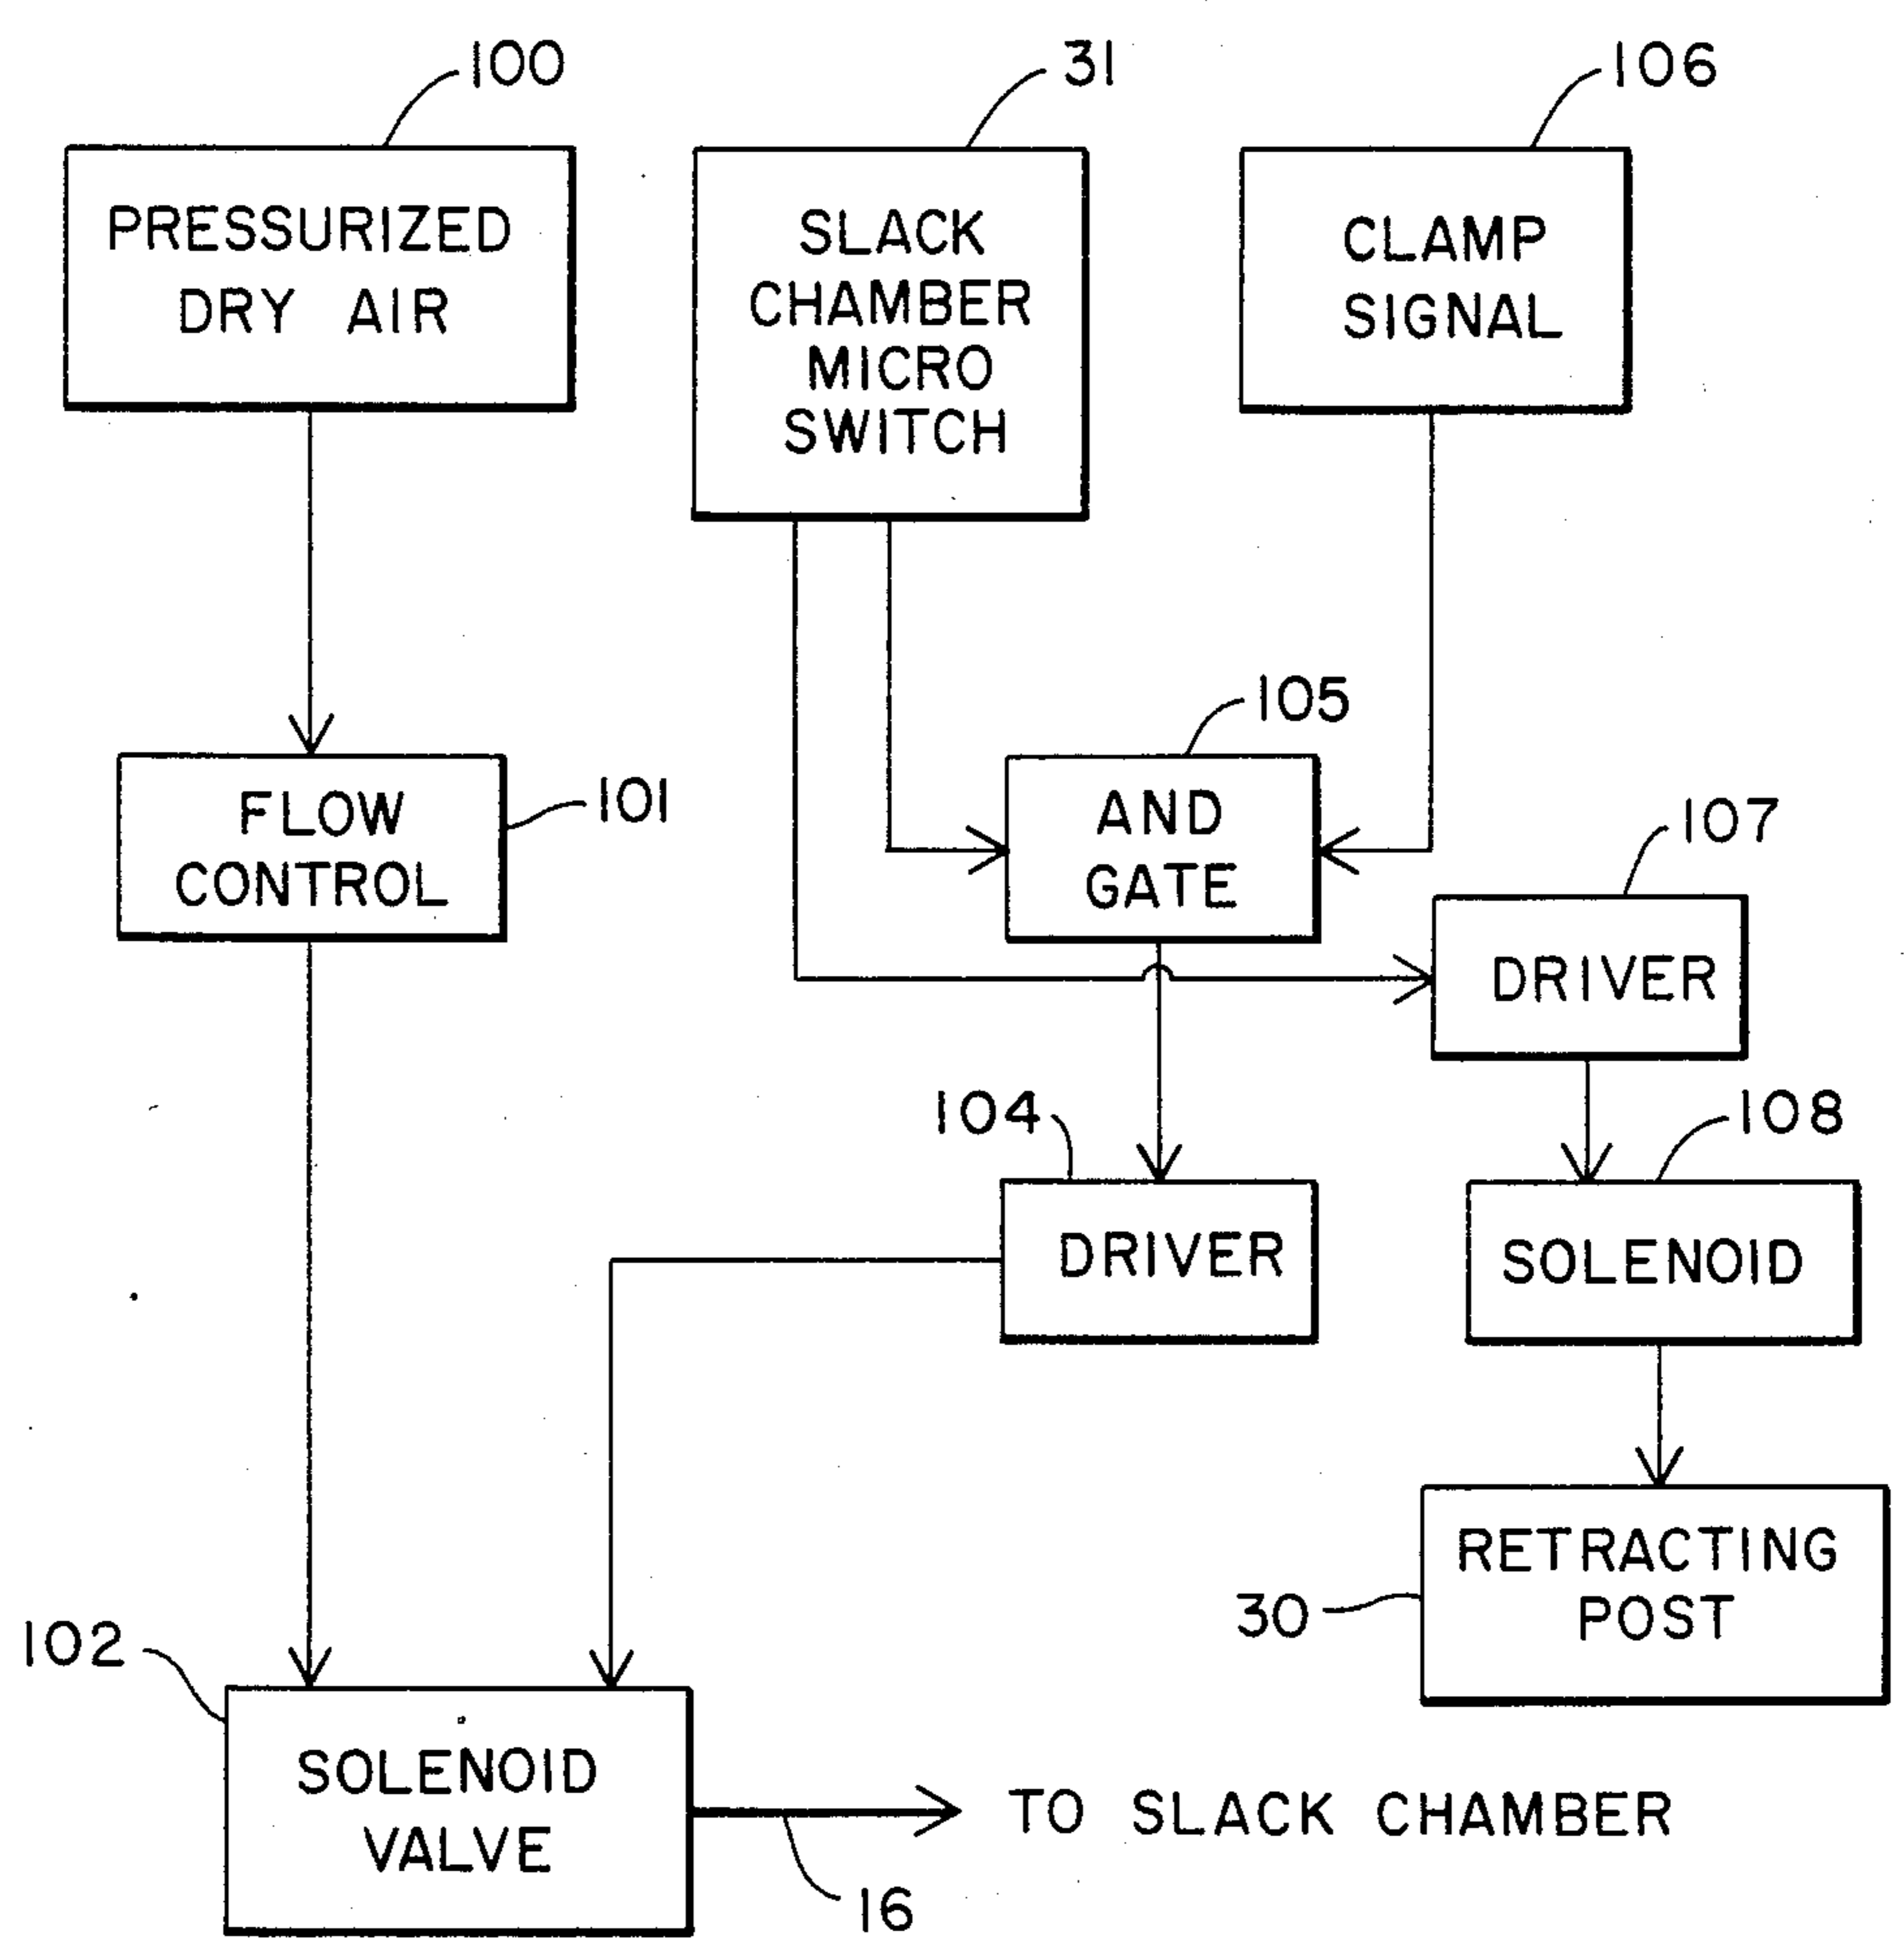 100
31
106
PRESSURIZED
DRY AIR
SLACK
CHAMBER
MICRO
SWITCH
CLAMP
SIGNAL
105
FLOW
CONTROL
101
AND
GATE
107
DRIVER
104
108
DRIVER
SOLENOID
RETRACTING
POST
30
102
SOLENOID
VALVE
TO SLACK CHAMBER
16